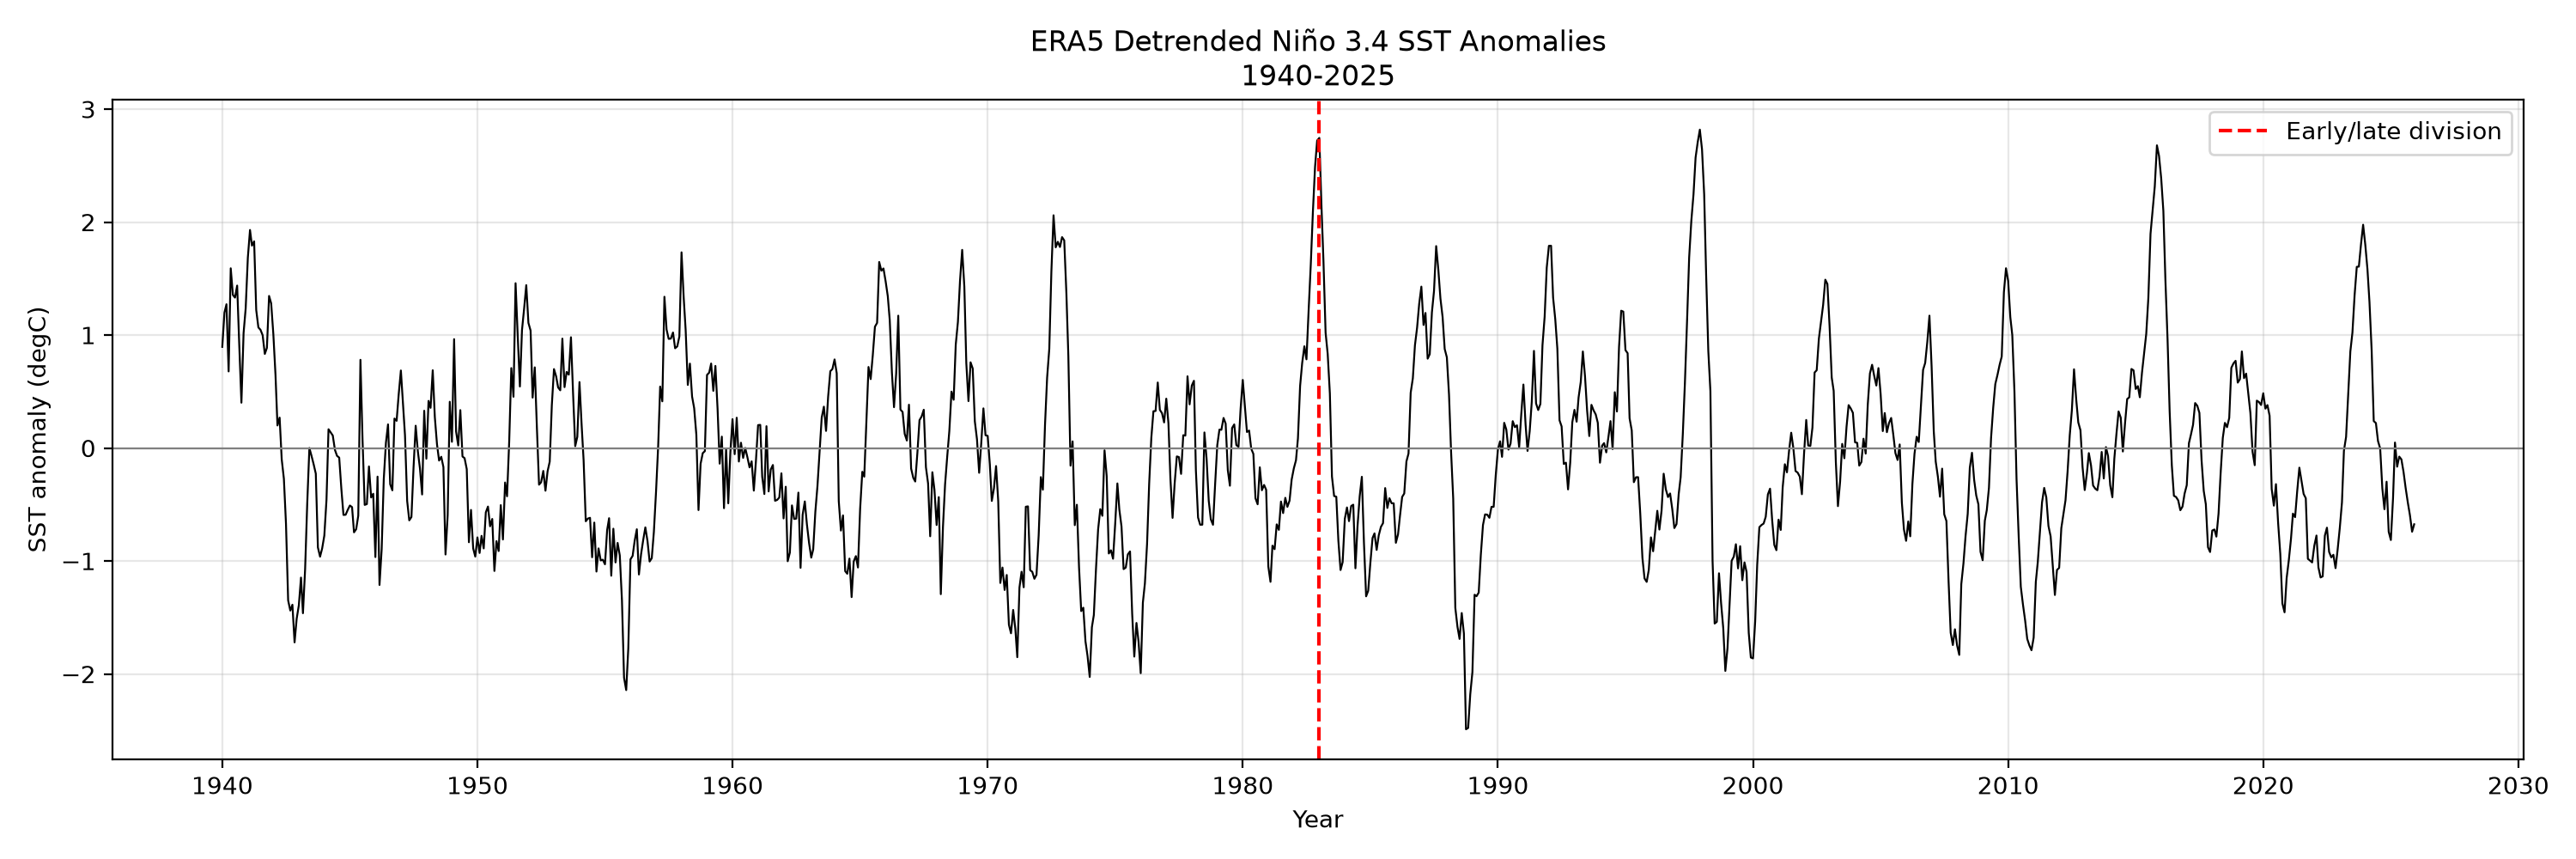 ERA5 Detrended Niño 3.4 SST Anomalies
1940-2025
Early/late division
SST anomaly (degC)
3
2
1
0
−1
−2
1940 1950 1960 1970 1980 1990 2000 2010 2020 2030
Year